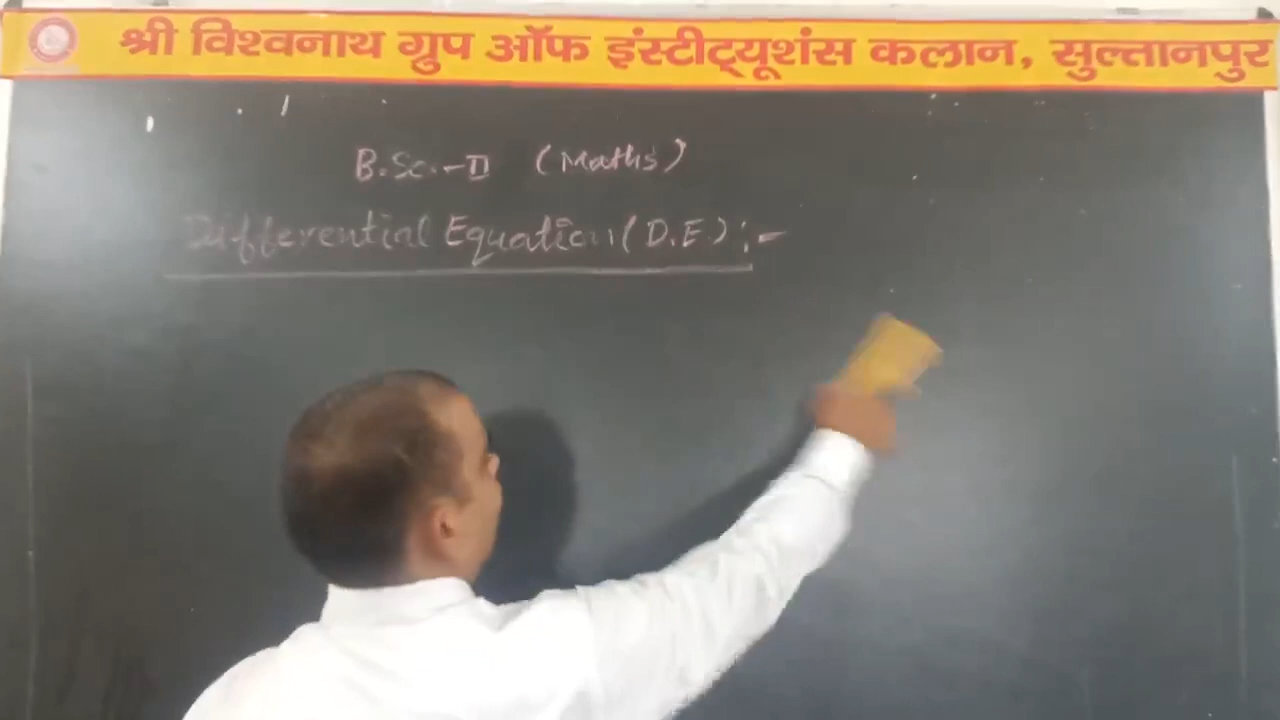 श्री विश्वनाथ ग्रुप ऑफ इंस्टीट्यूशंस कलान, सुल्तानपुर
B.Sc.-II (Maths)
Differential Equation (D.E.):-